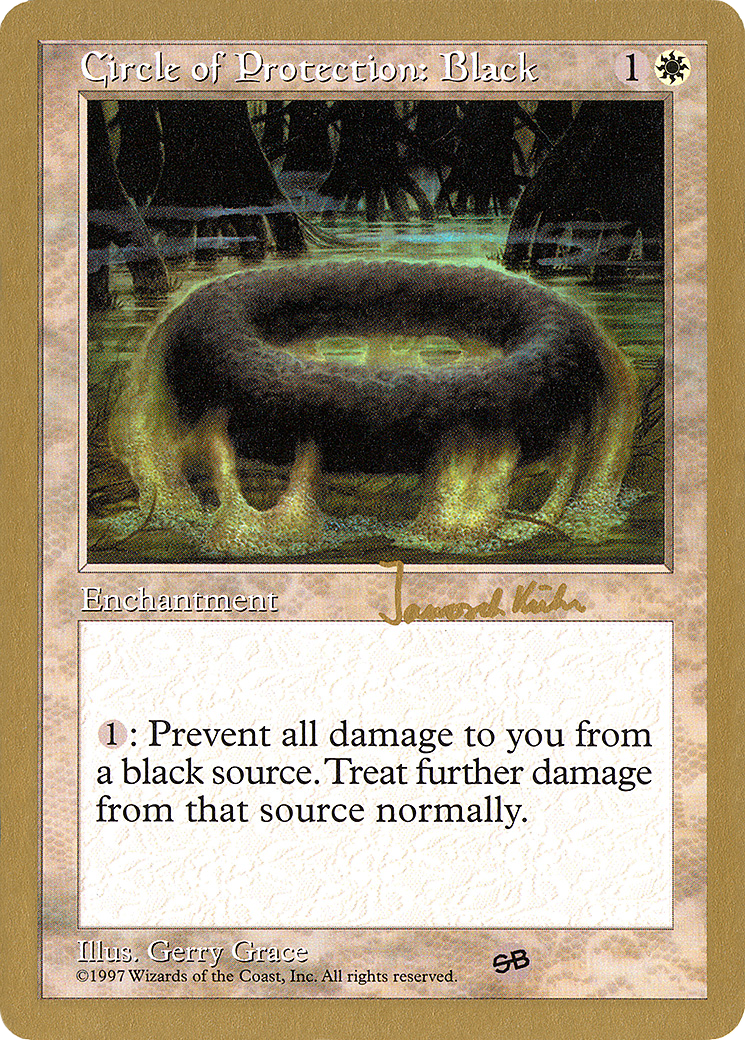 Circle of Protection: Black 1
Enchantment
Janosch Kühn
1: Prevent all damage to you from
a black source. Treat further damage
from that source normally.
Illus. Gerry Grace
©1997 Wizards of the Coast, Inc. All rights reserved.
SB